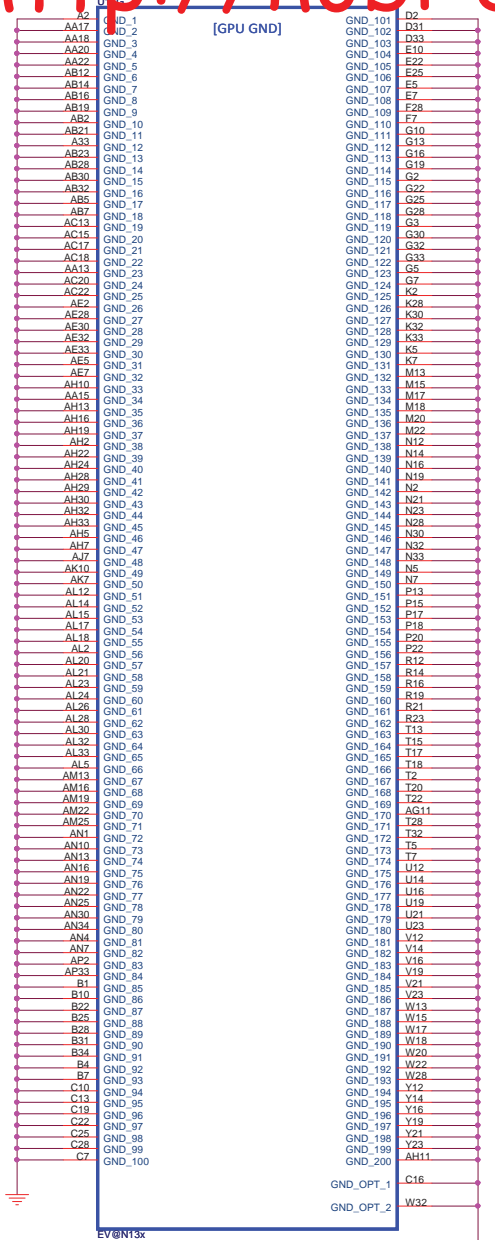 [GPU GND]
A2 GND_1 GND_101 D2
AA17 GND_2 GND_102 D31
AA18 GND_3 GND_103 D33
AA20 GND_4 GND_104 E10
AA22 GND_5 GND_105 E22
AB12 GND_6 GND_106 E25
AB14 GND_7 GND_107 E5
AB16 GND_8 GND_108 E7
AB19 GND_9 GND_109 F28
AB2 GND_10 GND_110 F7
AB21 GND_11 GND_111 G10
A33 GND_12 GND_112 G13
AB23 GND_13 GND_113 G16
AB28 GND_14 GND_114 G19
AB30 GND_15 GND_115 G2
AB32 GND_16 GND_116 G22
AB5 GND_17 GND_117 G25
AB7 GND_18 GND_118 G28
AC13 GND_19 GND_119 G3
AC15 GND_20 GND_120 G30
AC17 GND_21 GND_121 G32
AC18 GND_22 GND_122 G33
AA13 GND_23 GND_123 G5
AC20 GND_24 GND_124 G7
AC22 GND_25 GND_125 K2
AE2 GND_26 GND_126 K28
AE28 GND_27 GND_127 K30
AE30 GND_28 GND_128 K32
AE32 GND_29 GND_129 K33
AE33 GND_30 GND_130 K5
AE5 GND_31 GND_131 K7
AE7 GND_32 GND_132 M13
AH10 GND_33 GND_133 M15
AA15 GND_34 GND_134 M17
AH13 GND_35 GND_135 M18
AH16 GND_36 GND_136 M20
AH19 GND_37 GND_137 M22
AH2 GND_38 GND_138 N12
AH22 GND_39 GND_139 N14
AH24 GND_40 GND_140 N16
AH28 GND_41 GND_141 N19
AH29 GND_42 GND_142 N2
AH30 GND_43 GND_143 N21
AH32 GND_44 GND_144 N23
AH33 GND_45 GND_145 N28
AH5 GND_46 GND_146 N30
AH7 GND_47 GND_147 N32
AJ7 GND_48 GND_148 N33
AK10 GND_49 GND_149 N5
AK7 GND_50 GND_150 N7
AL12 GND_51 GND_151 P13
AL14 GND_52 GND_152 P15
AL15 GND_53 GND_153 P17
AL17 GND_54 GND_154 P18
AL18 GND_55 GND_155 P20
AL2 GND_56 GND_156 P22
AL20 GND_57 GND_157 R12
AL21 GND_58 GND_158 R14
AL23 GND_59 GND_159 R16
AL24 GND_60 GND_160 R19
AL26 GND_61 GND_161 R21
AL28 GND_62 GND_162 R23
AL30 GND_63 GND_163 T13
AL32 GND_64 GND_164 T15
AL33 GND_65 GND_165 T17
AL5 GND_66 GND_166 T18
AM13 GND_67 GND_167 T2
AM16 GND_68 GND_168 T20
AM19 GND_69 GND_169 T22
AM22 GND_70 GND_170 AG11
AM25 GND_71 GND_171 T28
AN1 GND_72 GND_172 T32
AN10 GND_73 GND_173 T5
AN13 GND_74 GND_174 T7
AN16 GND_75 GND_175 U12
AN19 GND_76 GND_176 U14
AN22 GND_77 GND_177 U16
AN25 GND_78 GND_178 U19
AN30 GND_79 GND_179 U21
AN34 GND_80 GND_180 U23
AN4 GND_81 GND_181 V12
AN7 GND_82 GND_182 V14
AP2 GND_83 GND_183 V16
AP33 GND_84 GND_184 V19
B1 GND_85 GND_185 V21
B10 GND_86 GND_186 V23
B22 GND_87 GND_187 W13
B25 GND_88 GND_188 W15
B28 GND_89 GND_189 W17
B31 GND_90 GND_190 W18
B34 GND_91 GND_191 W20
B4 GND_92 GND_192 W22
B7 GND_93 GND_193 W28
C10 GND_94 GND_194 Y12
C13 GND_95 GND_195 Y14
C19 GND_96 GND_196 Y16
C22 GND_97 GND_197 Y19
C25 GND_98 GND_198 Y21
C28 GND_99 GND_199 Y23
C7 GND_100 GND_200 AH11
GND_OPT_1 C16
GND_OPT_2 W32
EV@N13x